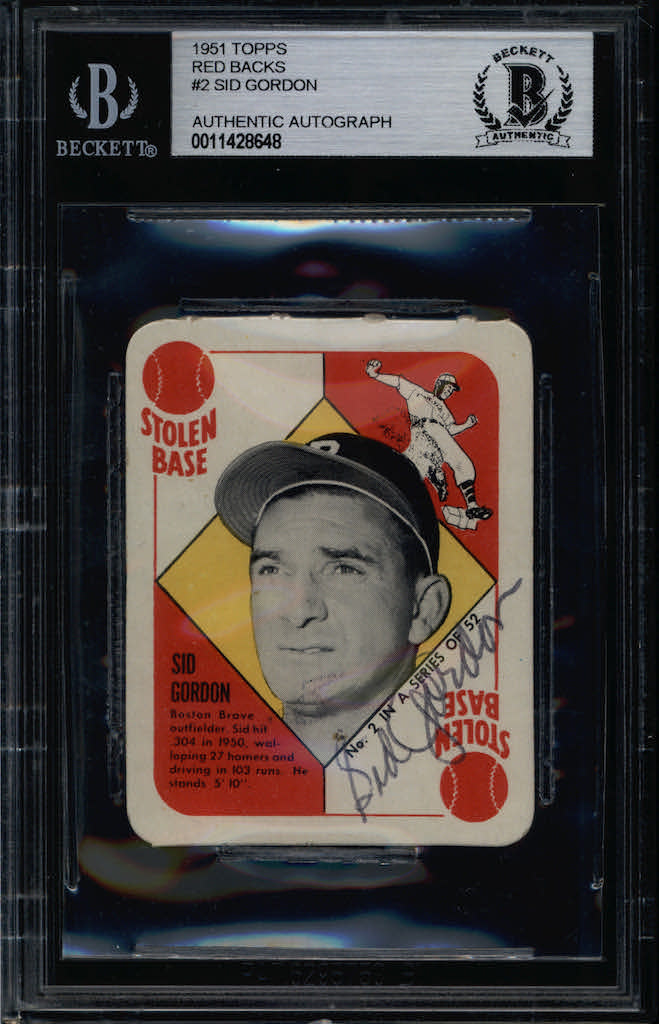 1951 TOPPS
RED BACKS
#2 SID GORDON
AUTHENTIC AUTOGRAPH
0011428648
B
BECKETT®
BECKETT
B
AUTHENTIC
STOLEN
BASE
B
SID
GORDON
Boston Brave
outfielder. Sid hit
.304 in 1950, wal-
loping 27 homers and
driving in 103 runs. He
stands 5' 10".
No. 2 IN A SERIES OF 52
Sid Gordon
STOLEN
BASE